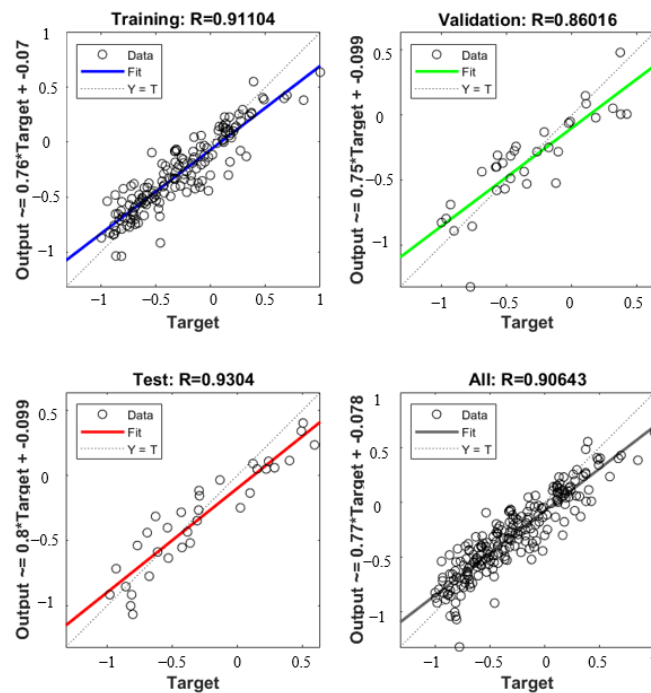 Training: R=0.91104
Output ~= 0.76*Target + -0.07
Data
Fit
Y = T
1
0.5
0
-0.5
-1
-1 -0.5 0 0.5 1
Target
Validation: R=0.86016
Output ~= 0.75*Target + -0.099
Data
Fit
Y = T
0.5
0
-0.5
-1
-1 -0.5 0 0.5
Target
Test: R=0.9304
Output ~= 0.8*Target + -0.099
Data
Fit
Y = T
0.5
0
-0.5
-1
-1 -0.5 0 0.5
Target
All: R=0.90643
Output ~= 0.77*Target + -0.078
Data
Fit
Y = T
1
0.5
0
-0.5
-1
-1 -0.5 0 0.5 1
Target